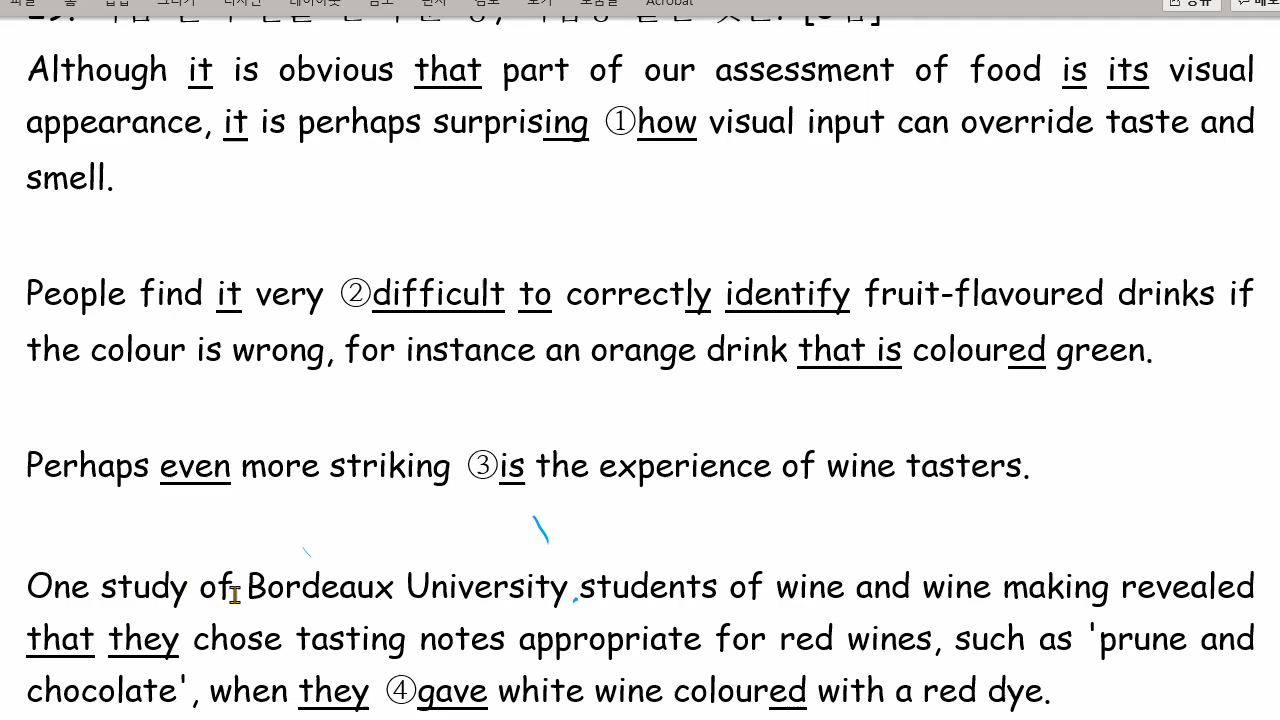 Acrobat
공유
Although it is obvious that part of our assessment of food is its visual
appearance, it is perhaps surprising ①how visual input can override taste and
smell.
People find it very ②difficult to correctly identify fruit-flavoured drinks if
the colour is wrong, for instance an orange drink that is coloured green.
Perhaps even more striking ③is the experience of wine tasters.
One study of Bordeaux University students of wine and wine making revealed
that they chose tasting notes appropriate for red wines, such as 'prune and
chocolate', when they ④gave white wine coloured with a red dye.